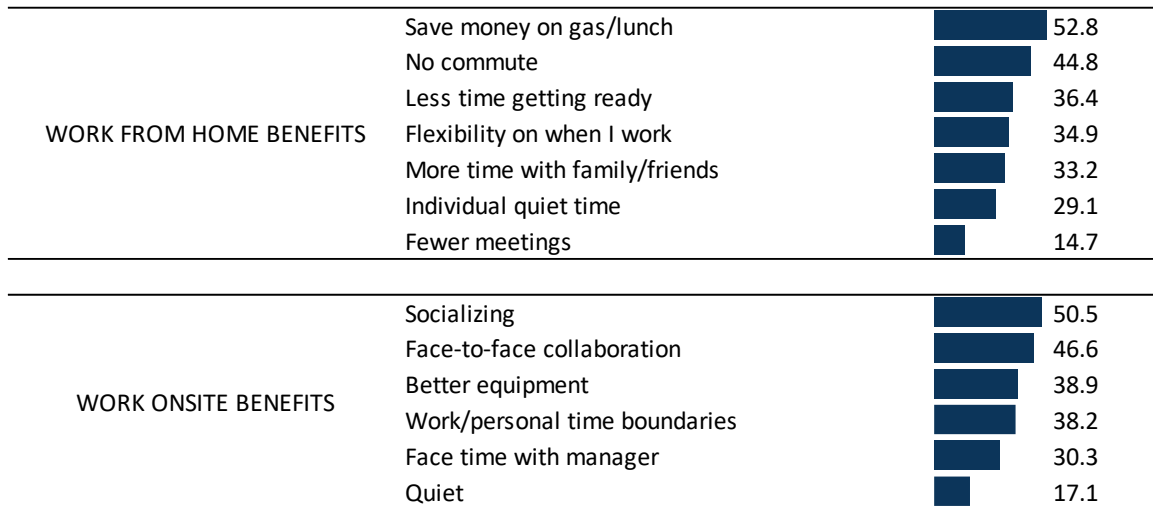 Save money on gas/lunch 52.8
No commute 44.8
Less time getting ready 36.4
WORK FROM HOME BENEFITS Flexibility on when I work 34.9
More time with family/friends 33.2
Individual quiet time 29.1
Fewer meetings 14.7
Socializing 50.5
Face-to-face collaboration 46.6
Better equipment 38.9
WORK ONSITE BENEFITS
Work/personal time boundaries 38.2
Face time with manager 30.3
Quiet 17.1